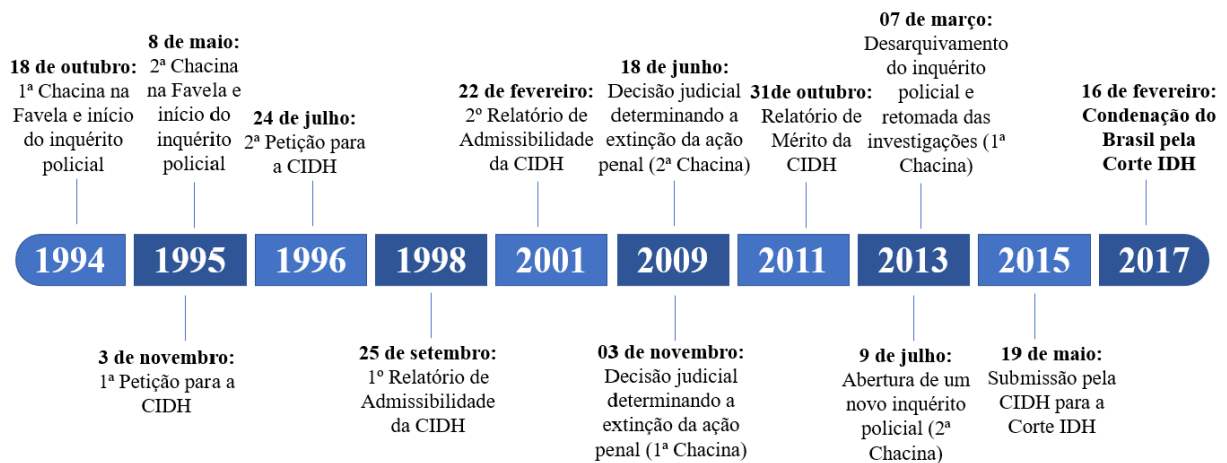 18 de outubro:
1ª Chacina na
Favela e início
do inquérito
policial
8 de maio:
2ª Chacina
na Favela e
início do
inquérito
policial
24 de julho:
2ª Petição para
a CIDH
22 de fevereiro:
2º Relatório de
Admissibilidade
da CIDH
18 de junho:
Decisão judicial
determinando a
extinção da ação
penal (2ª Chacina)
31de outubro:
Relatório de
Mérito da
CIDH
07 de março:
Desarquivamento
do inquérito
policial e
retomada das
investigações (1ª
Chacina)
16 de fevereiro:
Condenação do
Brasil pela
Corte IDH
1994
1995
1996
1998
2001
2009
2011
2013
2015
2017
3 de novembro:
1ª Petição para a
CIDH
25 de setembro:
1º Relatório de
Admissibilidade
da CIDH
03 de novembro:
Decisão judicial
determinando a
extinção da ação
penal (1ª Chacina)
9 de julho:
Abertura de um
novo inquérito
policial (2ª
Chacina)
19 de maio:
Submissão pela
CIDH para a
Corte IDH